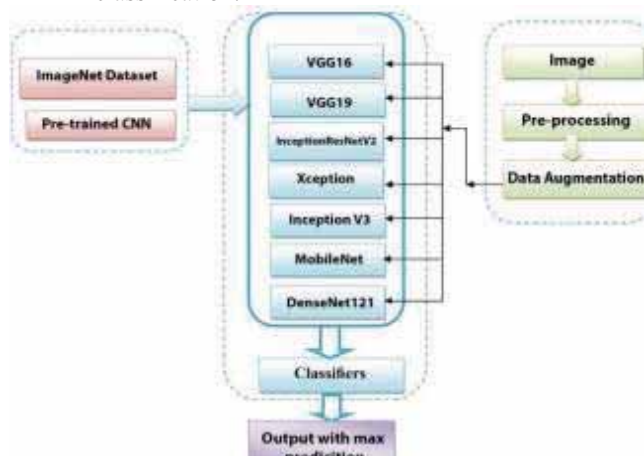 ImageNet Dataset
Pre-trained CNN
VGG16
VGG19
InceptionResNetV2
Xception
Inception V3
MobileNet
DenseNet121
Classifiers
Output with max
Image
Pre-processing
Data Augmentation